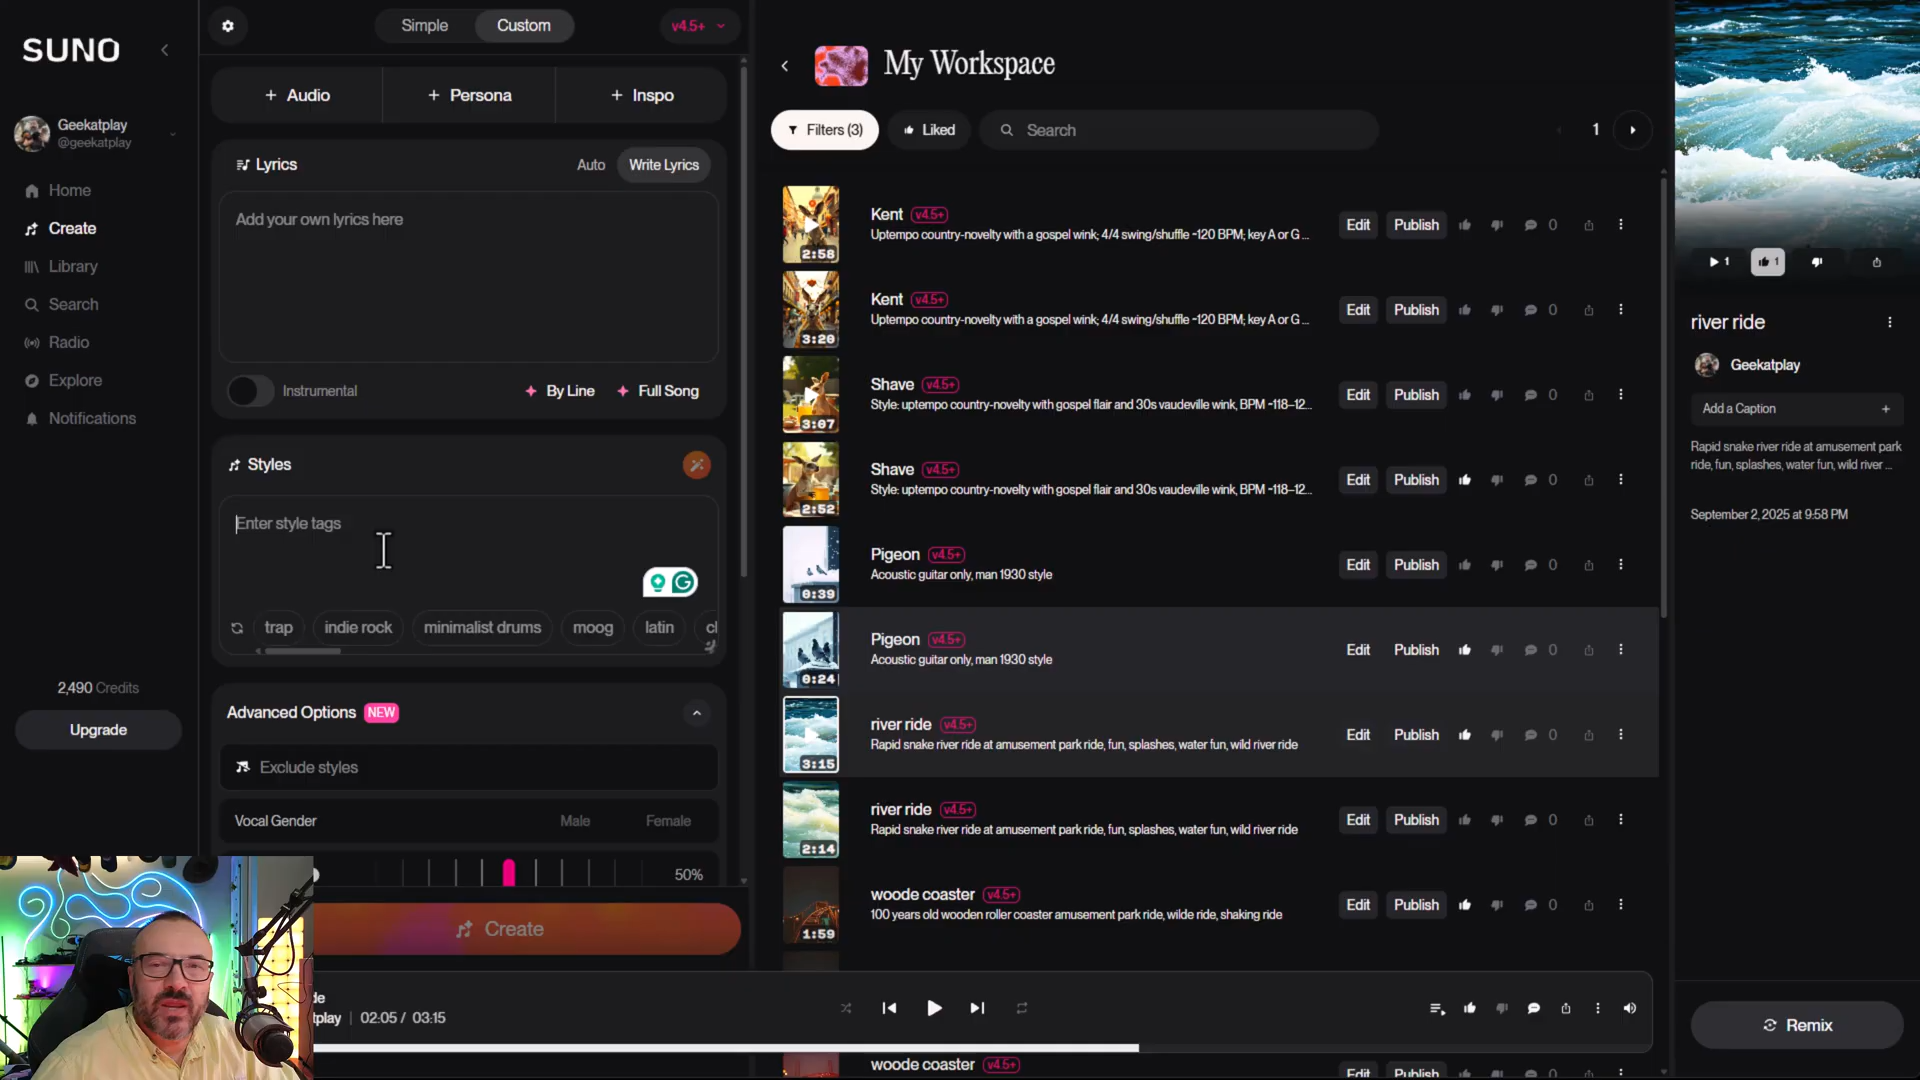 SUNO
Geekatplay
@geekatplay
Home
Create
Library
Search
Radio
Explore
Notifications
2,490 Credits
Upgrade
Simple
Custom
v4.5+
+ Audio
+ Persona
+ Inspo
Lyrics
Auto
Write Lyrics
Add your own lyrics here
Instrumental
By Line
Full Song
Styles
Enter style tags
trap
indie rock
minimalist drums
moog
latin
Advanced Options NEW
Exclude styles
Vocal Gender
Male
Female
50%
Create
My Workspace
Filters (3)
Liked
Search
1
Kent v4.5+
Uptempo country-novelty with a gospel wink; 4/4 swing/shuffle ~120 BPM; key A or G ...
2:58
Edit
Publish
0
Kent v4.5+
Uptempo country-novelty with a gospel wink; 4/4 swing/shuffle ~120 BPM; key A or G ...
3:20
Edit
Publish
0
Shave v4.5+
Style: uptempo country-novelty with gospel flair and 30s vaudeville wink, BPM ~118–12...
3:07
Edit
Publish
0
Shave v4.5+
Style: uptempo country-novelty with gospel flair and 30s vaudeville wink, BPM ~118–12...
2:52
Edit
Publish
0
Pigeon v4.5+
Acoustic guitar only, man 1930 style
0:39
Edit
Publish
0
Pigeon v4.5+
Acoustic guitar only, man 1930 style
0:24
Edit
Publish
0
river ride v4.5+
Rapid snake river ride at amusement park ride, fun, splashes, water fun, wild river ride
3:15
Edit
Publish
0
river ride v4.5+
Rapid snake river ride at amusement park ride, fun, splashes, water fun, wild river ride
2:14
Edit
Publish
0
woode coaster v4.5+
100 years old wooden roller coaster amusement park ride, wilde ride, shaking ride
1:59
Edit
Publish
0
02:05 / 03:15
woode coaster v4.5+
Edit
Publish
0
1
1
river ride
Geekatplay
Add a Caption
+
Rapid snake river ride at amusement park
ride, fun, splashes, water fun, wild river ...
September 2, 2025 at 9:58 PM
Remix